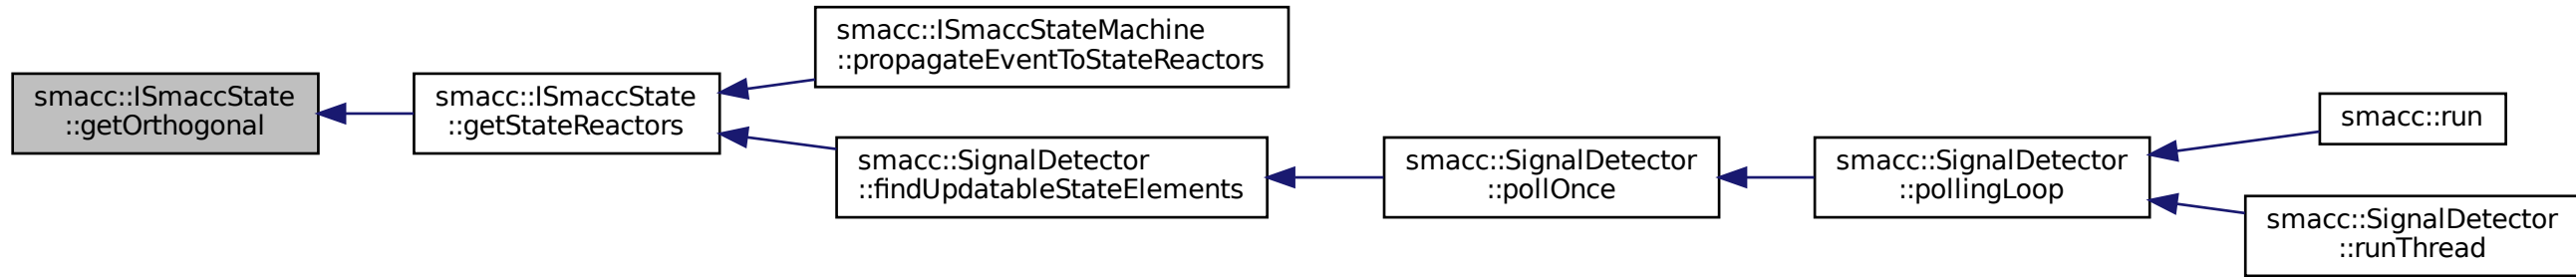 smacc::ISmaccState
::getOrthogonal
smacc::ISmaccState
::getStateReactors
smacc::ISmaccStateMachine
::propagateEventToStateReactors
smacc::SignalDetector
::findUpdatableStateElements
smacc::SignalDetector
::pollOnce
smacc::SignalDetector
::pollingLoop
smacc::run
smacc::SignalDetector
::runThread